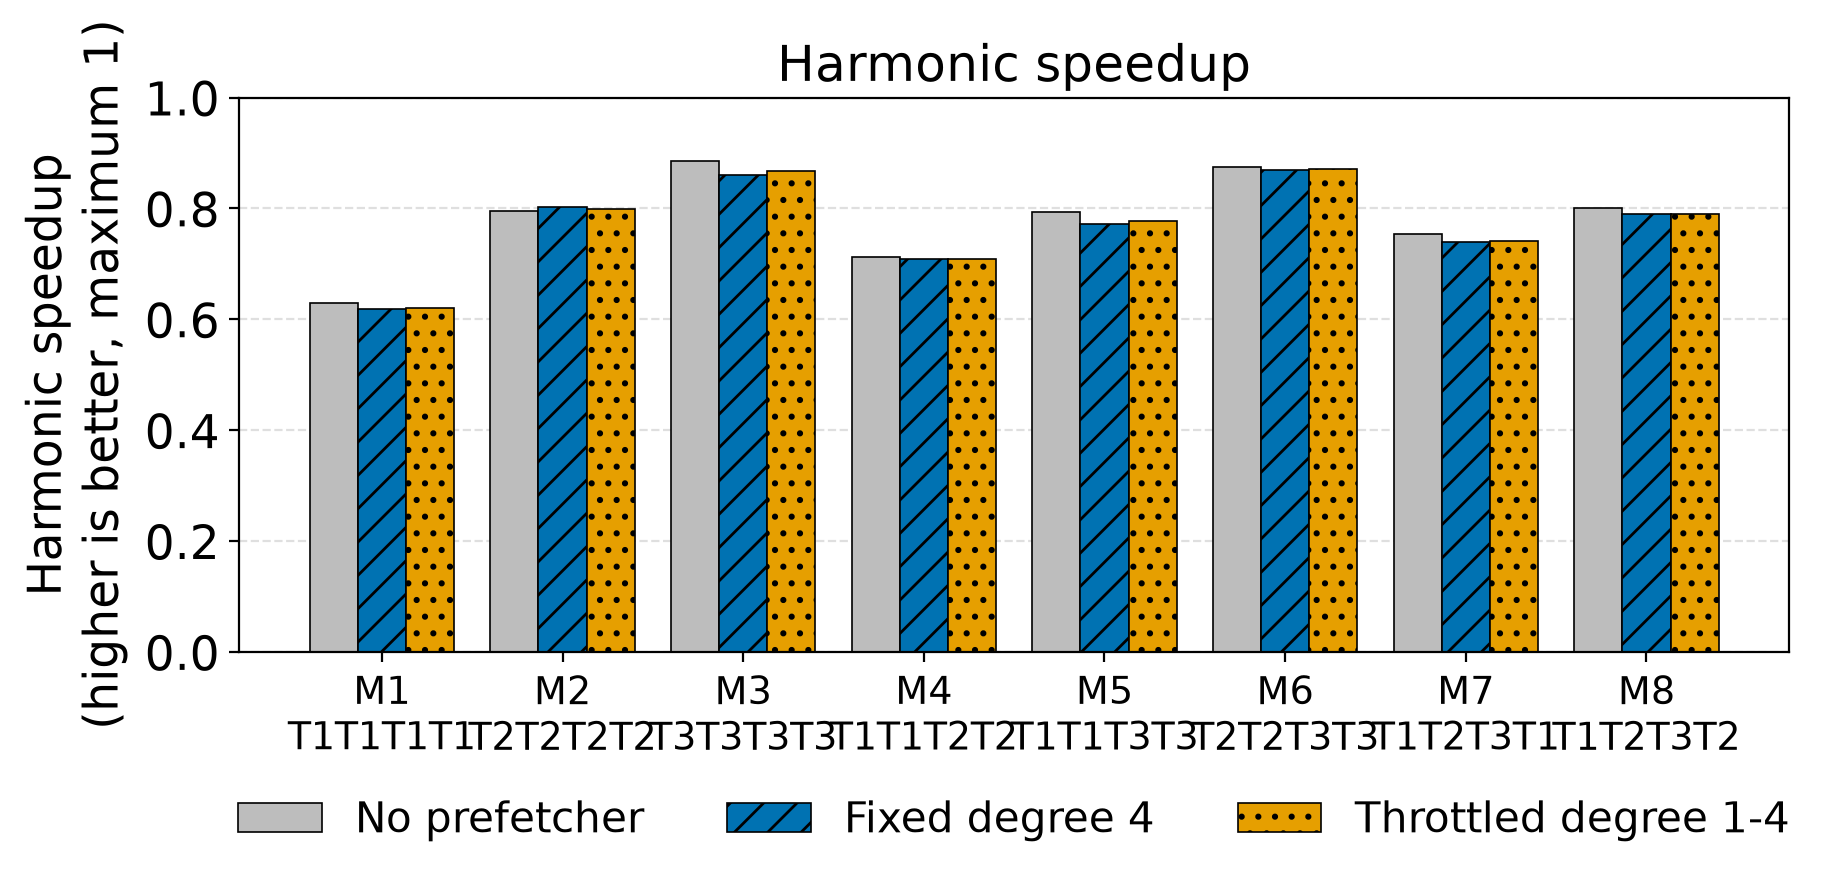 Harmonic speedup
Harmonic speedup
(higher is better, maximum 1)
1.0
0.8
0.6
0.4
0.2
0.0
M1 M2 M3 M4 M5 M6 M7 M8
T1T1T1T1 T2T2T2T2 T3T3T3T3 T1T1T2T2 T1T1T3T3 T2T2T3T3 T1T2T3T1 T1T2T3T2
No prefetcher Fixed degree 4 Throttled degree 1-4